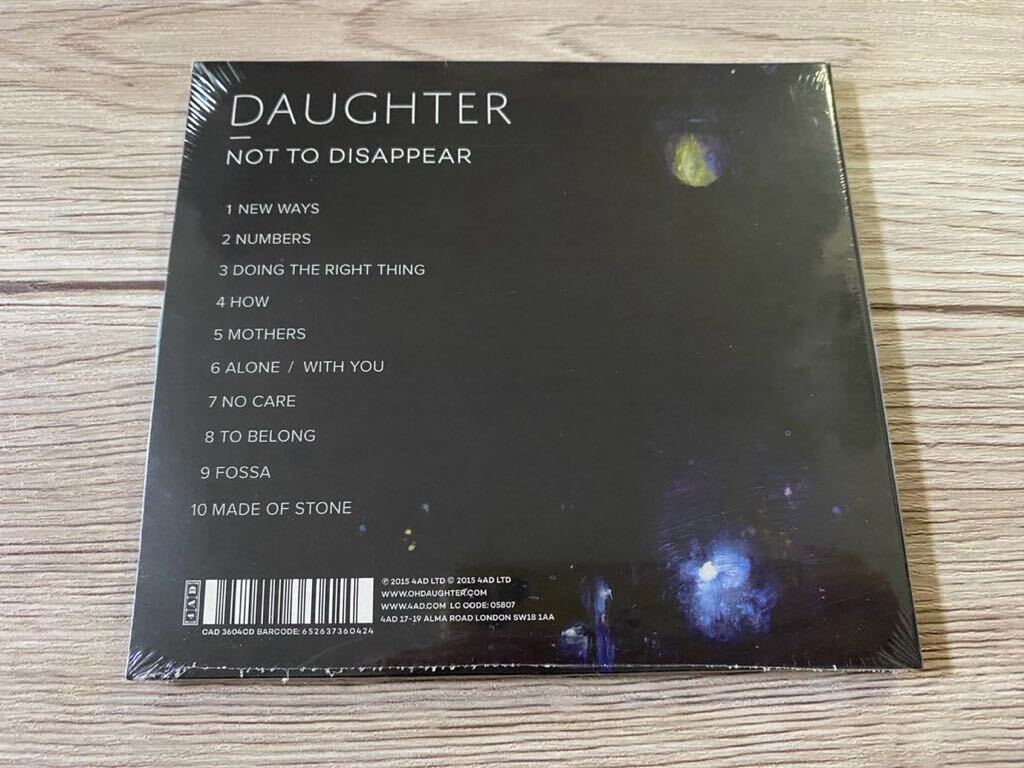 DAUGHTER
NOT TO DISAPPEAR
1 NEW WAYS
2 NUMBERS
3 DOING THE RIGHT THING
4 HOW
5 MOTHERS
6 ALONE / WITH YOU
7 NO CARE
8 TO BELONG
9 FOSSA
10 MADE OF STONE
4AD
CAD 3604CD BARCODE: 652637360424
℗ 2015 4AD LTD © 2015 4AD LTD
WWW.OHDAUGHTER.COM
WWW.4AD.COM LC CODE: 05807
4AD 17-19 ALMA ROAD LONDON SW18 1AA